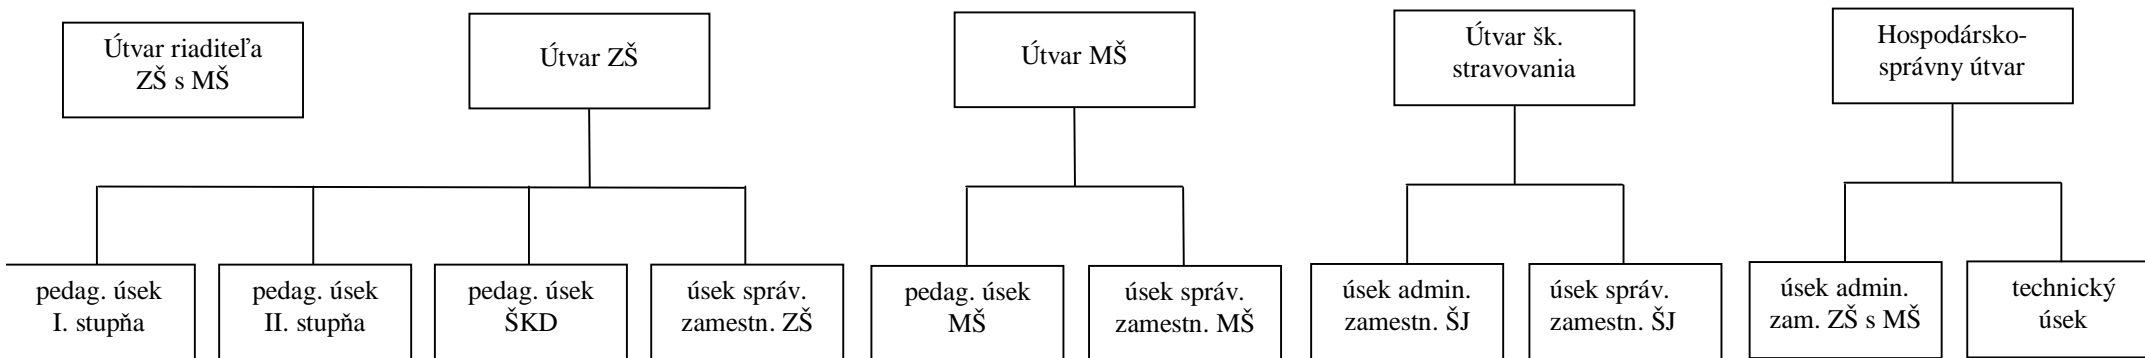 Útvar riaditeľa
ZŠ s MŠ
Útvar ZŠ
Útvar MŠ
Útvar šk.
stravovania
Hospodársko-
správny útvar
pedag. úsek
I. stupňa
pedag. úsek
II. stupňa
pedag. úsek
ŠKD
úsek správ.
zamestn. ZŠ
pedag. úsek
MŠ
úsek správ.
zamestn. MŠ
úsek admin.
zamestn. ŠJ
úsek správ.
zamestn. ŠJ
úsek admin.
zam. ZŠ s MŠ
technický
úsek